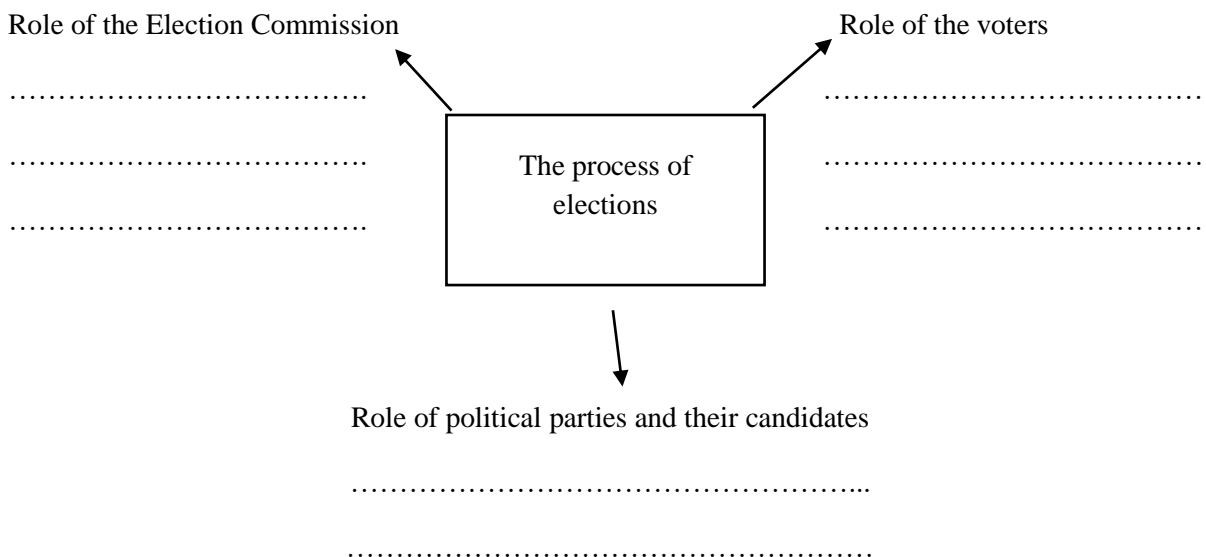 Role of the Election Commission
Role of the voters
………………………………….
……………………………………
………………………………….
……………………………………
………………………………….
……………………………………
The process of
elections
Role of political parties and their candidates
……………………………………………...
………………………………………………